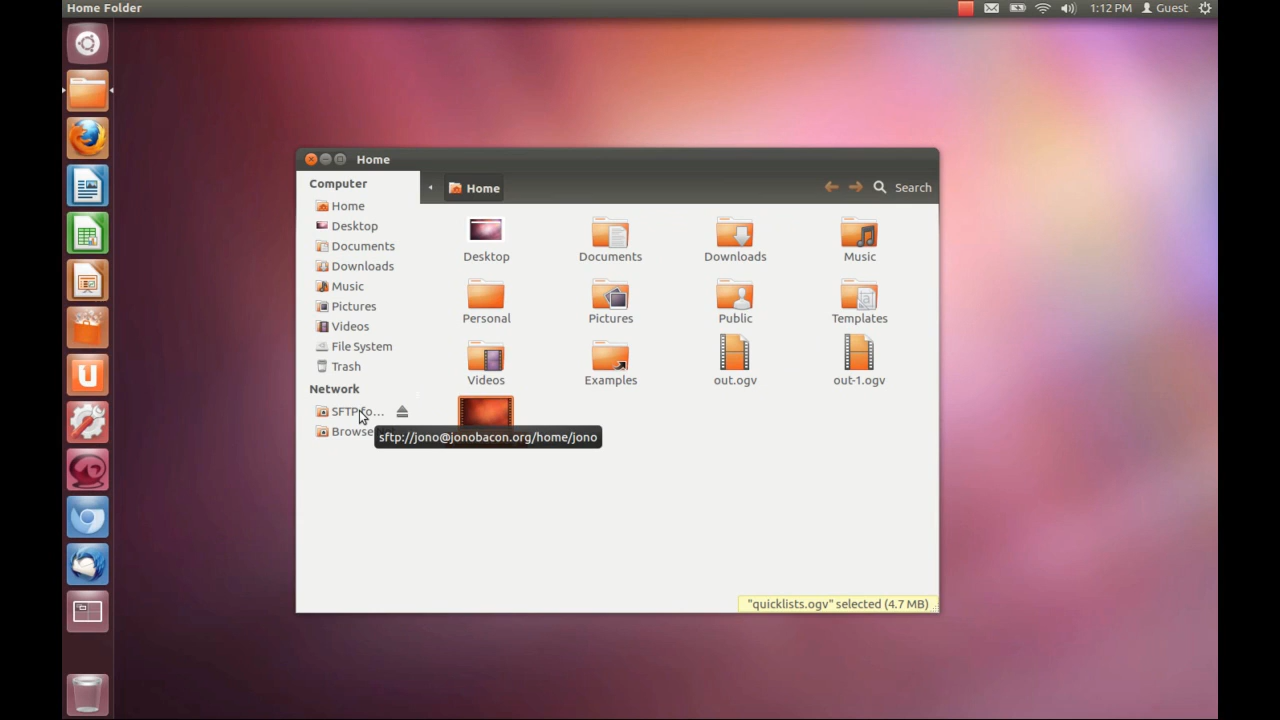 Home Folder
1:12 PM Guest
Home
Computer
Home
Desktop
Documents
Downloads
Music
Pictures
Videos
File System
Trash
Network
SFTP fo...
Browse
Home
Search
Desktop
Documents
Downloads
Music
Personal
Pictures
Public
Templates
Videos
Examples
out.ogv
out-1.ogv
sftp://jono@jonobacon.org/home/jono
"quicklists.ogv" selected (4.7 MB)